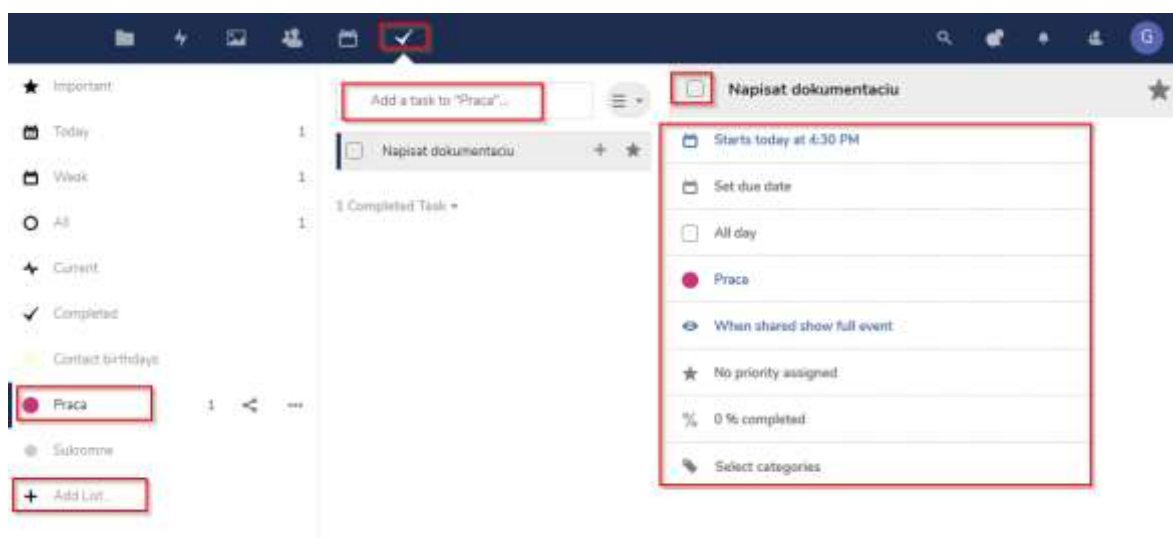 G
Important
Today 1
Week 1
All 1
Current
Completed
Contact birthdays
Praca 1
Sukromne
Add List...
Add a task to "Praca"...
Napisat dokumentaciu
1 Completed Task
Napisat dokumentaciu
Starts today at 4:30 PM
Set due date
All day
Praca
When shared show full event
No priority assigned
0 % completed
Select categories